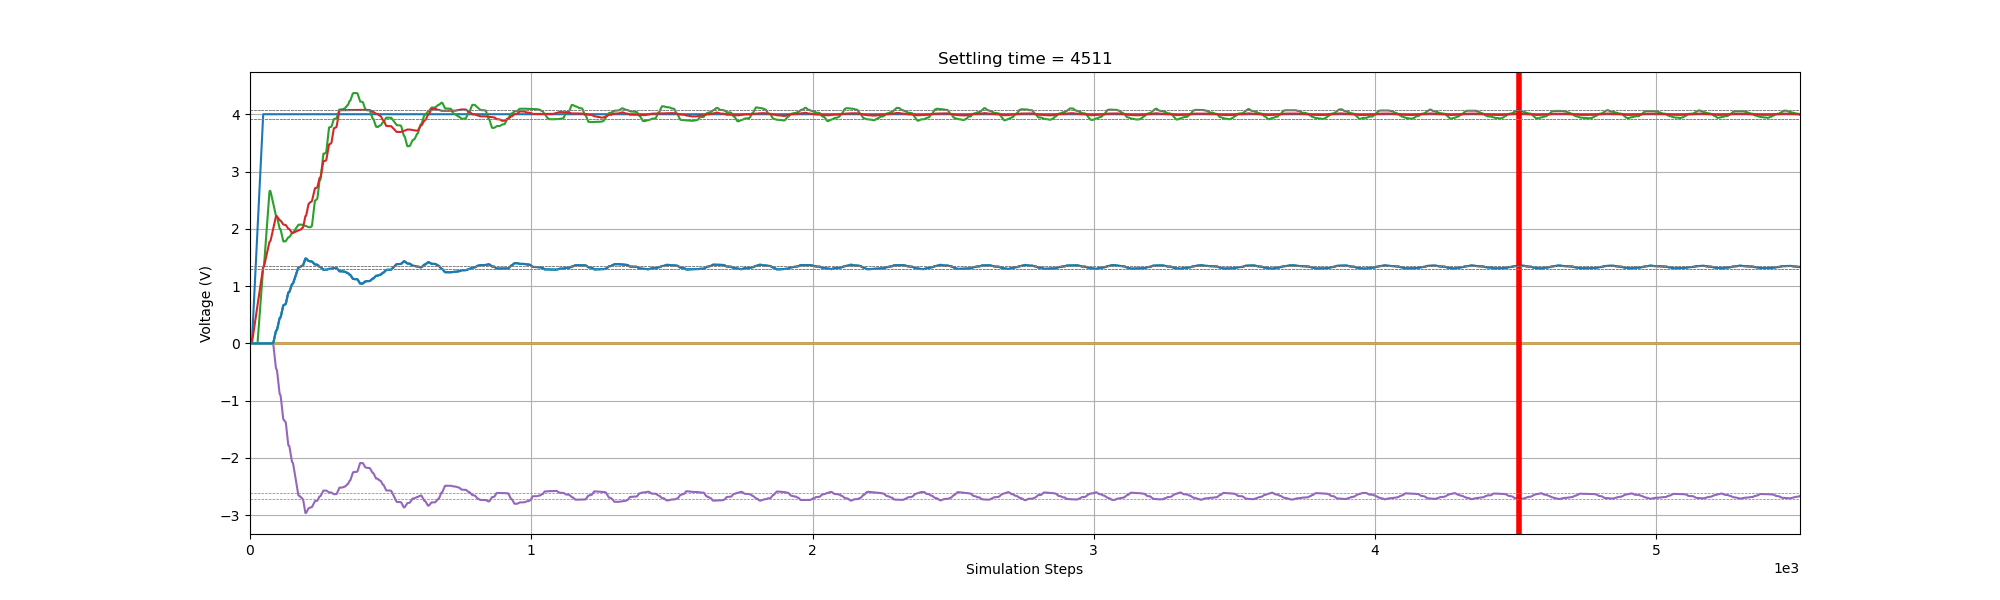 Settling time = 4511
Voltage (V)
4
3
2
1
0
−1
−2
−3
0 1 2 3 4 5
1e3
Simulation Steps